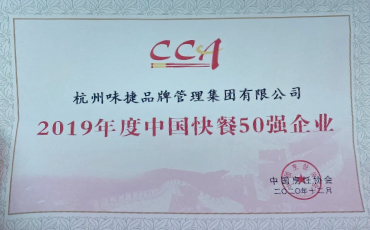 CCA
杭州味捷品牌管理集团有限公司
2019年度中国快餐50强企业
中国烹饪协会
二〇二〇年十二月